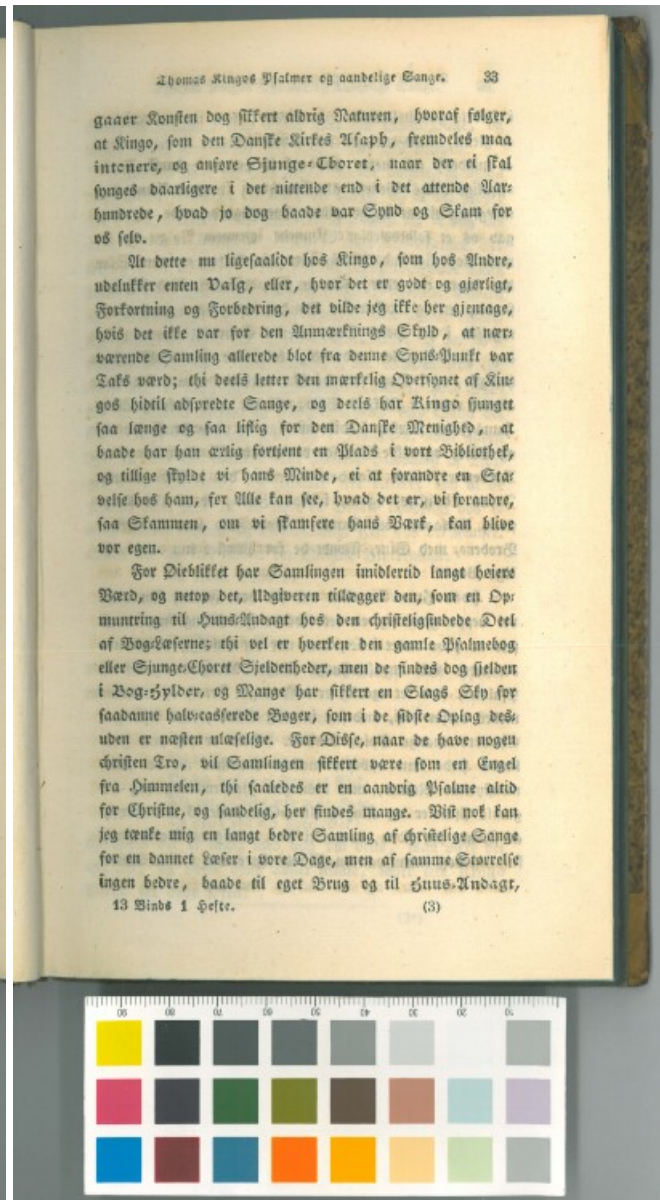 Thomas Kingos Psalmer og aandelige Sange. 33
gaaer Konsten dog sikkert aldrig Naturen, hvoraf følger,
at Kingo, som den Danske Kirkes Asaph, fremdeles maa
intonere, og anføre Sjunge-Choret, naar der ei skal
synges daarligere i det nittende end i det attende Aar-
hundrede, hvad jo dog baade var Synd og Skam for
os selv.
At dette nu ligesaalidt hos Kingo, som hos Andre,
udelukker enten Valg, eller, hvor det er godt og gjørligt,
Forkortning og Forbedring, det vilde jeg ikke her gjentage,
hvis det ikke var for den Anmærknings Skyld, at nær-
værende Samling allerede blot fra denne Syns-Punkt var
Taks værd; thi deels letter den mærkelig Oversynet af Kin-
gos hidtil adspredte Sange, og deels har Kingo sjunget
saa længe og saa liflig for den Danske Menighed, at
baade har han ærlig fortjent en Plads i vort Bibliothek,
og tillige skylde vi hans Minde, ei at forandre en Sta-
velse hos ham, før Alle kan see, hvad det er, vi forandre,
saa Skammen, om vi skamfere hans Værk, kan blive
vor egen.
For Øieblikket har Samlingen imidlertid langt høiere
Værd, og netop det, Udgiveren tillægger den, som en Op-
muntring til Huus-Andagt hos den christeligsindede Deel
af Bog-Læserne; thi vel er hverken den gamle Psalmebog
eller Sjunge-Choret Sjeldenheder, men de findes dog sjelden
i Bog-Hylder, og Mange har sikkert en Slags Sky for
saadanne halv-casserede Bøger, som i de sidste Oplag des-
uden er næsten ulæselige. For Disse, naar de have nogen
christen Tro, vil Samlingen sikkert være som en Engel
fra Himmelen, thi saaledes er en aandrig Psalme altid
for Christne, og sandelig, her findes mange. Vist nok kan
jeg tænke mig en langt bedre Samling af christelige Sange
for en dannet Læser i vore Dage, men af samme Størrelse
ingen bedre, baade til eget Brug og til Huus-Andagt,
13 Binds 1 Hefte. (3)
90 80 70 60 50 40 30 20 10